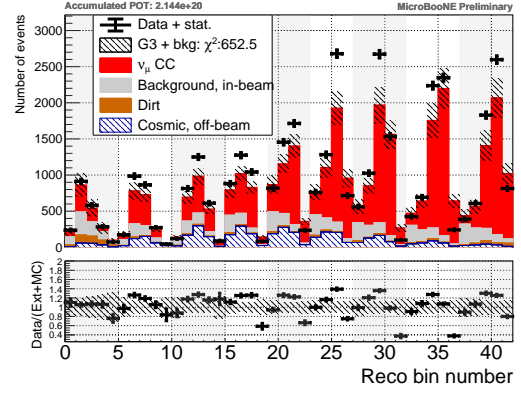 Accumulated POT: 2.144e+20 MicroBooNE Preliminary
Number of events
3000
2500
2000
1500
1000
500
0
Data + stat.
G3 + bkg: χ²:652.5
ν_μ CC
Background, in-beam
Dirt
Cosmic, off-beam
Data/(Ext+MC)
2
1.8
1.6
1.4
1.2
1
0.8
0.6
0.4
0 5 10 15 20 25 30 35 40
Reco bin number